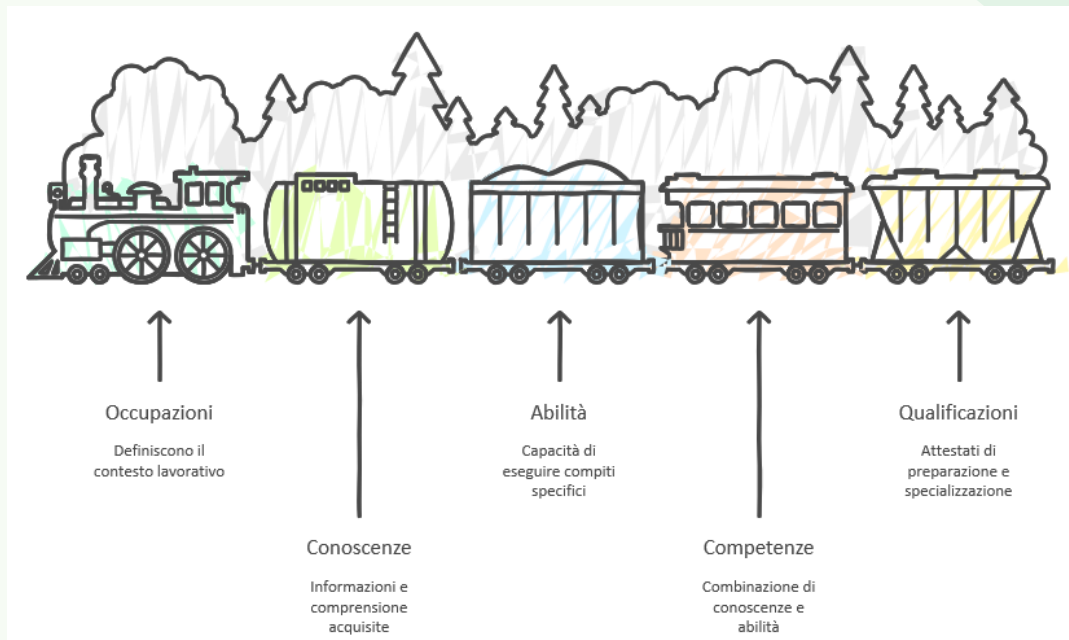 Occupazioni
Definiscono il
contesto lavorativo
Conoscenze
Informazioni e
comprensione
acquisite
Abilità
Capacità di
eseguire compiti
specifici
Competenze
Combinazione di
conoscenze e
abilità
Qualificazioni
Attestati di
preparazione e
specializzazione